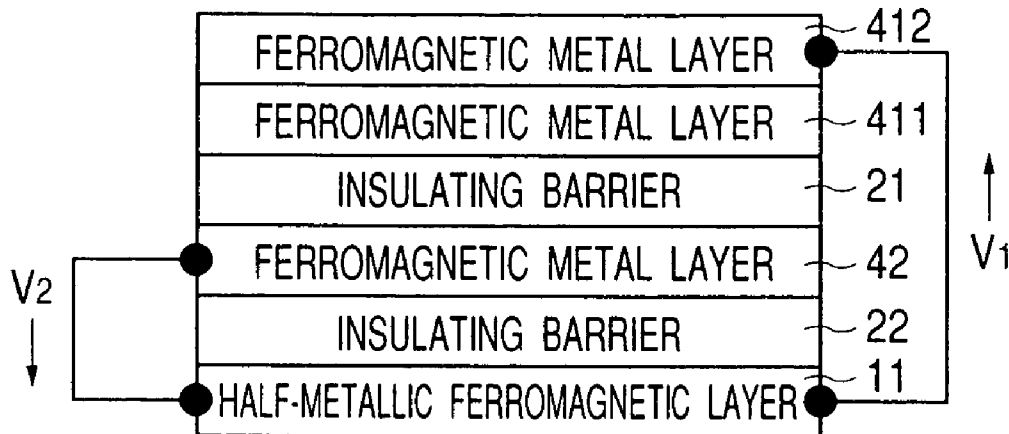 FERROMAGNETIC METAL LAYER 412
FERROMAGNETIC METAL LAYER 411
INSULATING BARRIER 21
FERROMAGNETIC METAL LAYER 42
INSULATING BARRIER 22
HALF-METALLIC FERROMAGNETIC LAYER 11
V2
V1